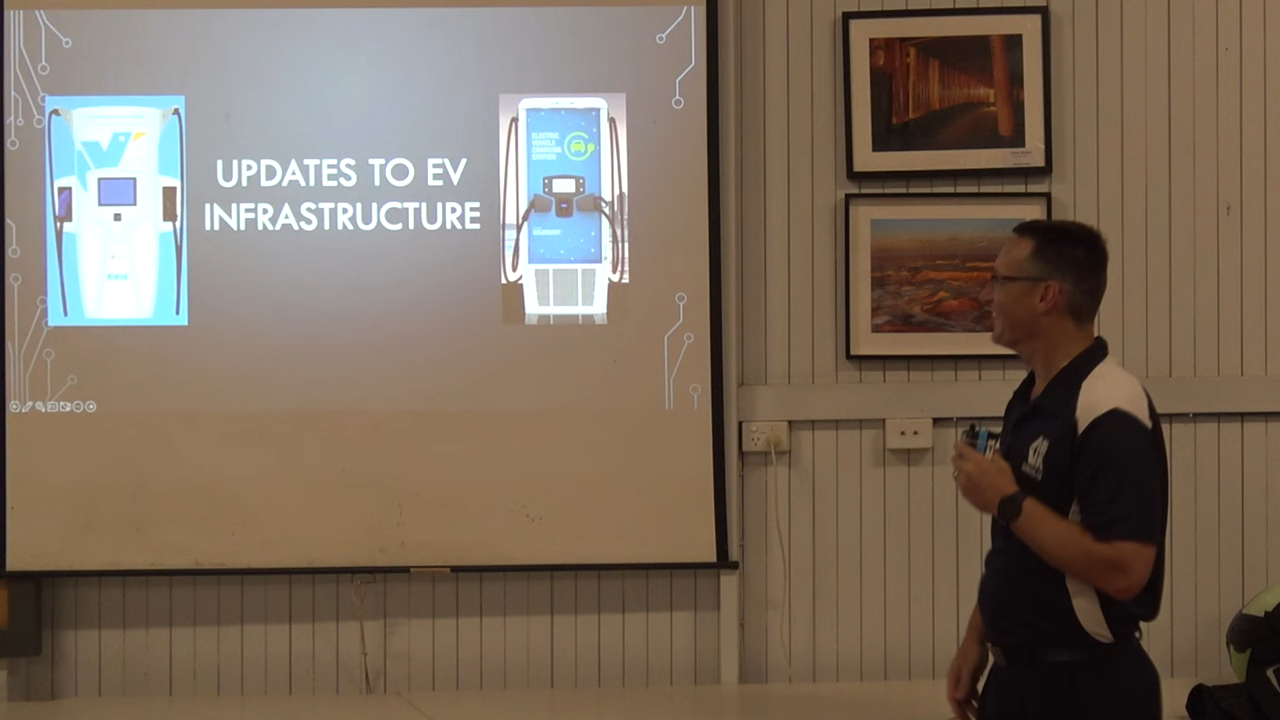 UPDATES TO EV
INFRASTRUCTURE
ELECTRIC
VEHICLE
CHARGING
STATION